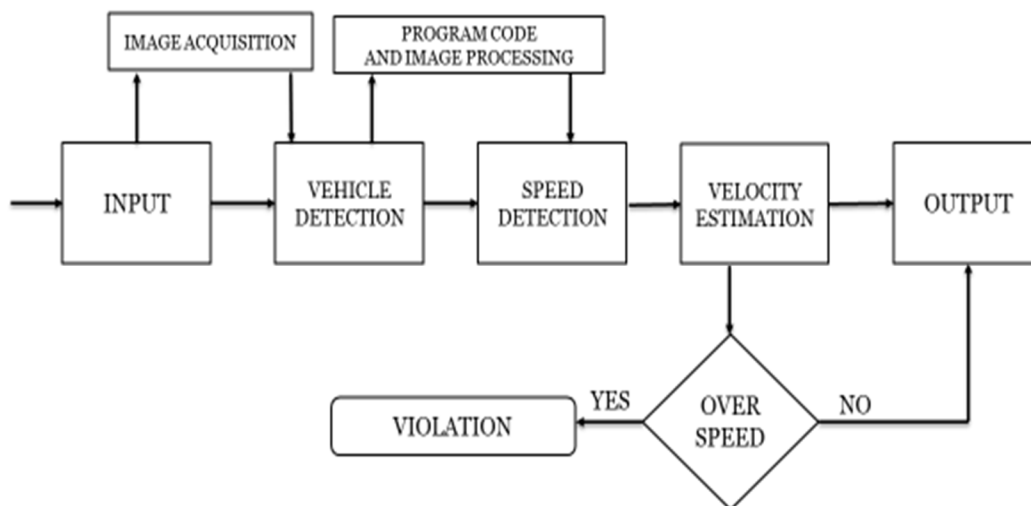 IMAGE ACQUISITION
PROGRAM CODE
AND IMAGE PROCESSING
INPUT
VEHICLE
DETECTION
SPEED
DETECTION
VELOCITY
ESTIMATION
OUTPUT
YES
NO
VIOLATION
OVER
SPEED